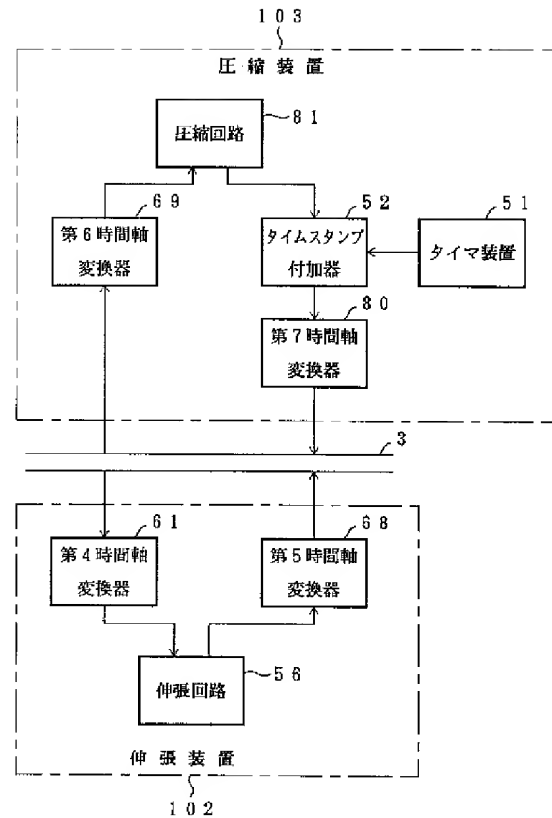 103
圧縮装置
81
圧縮回路
69
52
51
第6時間軸
変換器
タイムスタンプ
付加器
タイマ装置
80
第7時間軸
変換器
3
61
68
第4時間軸
変換器
第5時間軸
変換器
伸張回路
56
伸張装置
102